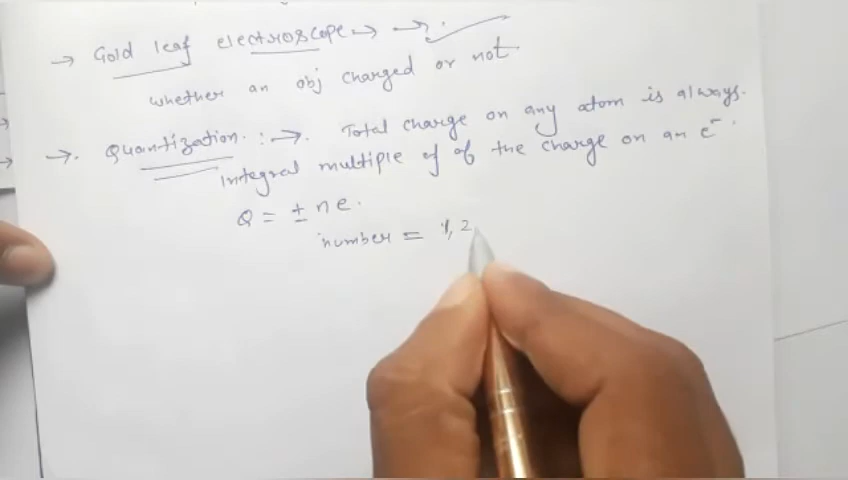 → Gold leaf electroscope → →.
whether an obj charged or not.
→. Quantization. : →. Total charge on any atom is always.
Integral multiple of of the charge on an e⁻.
Q = ± ne.
number = 1, 2